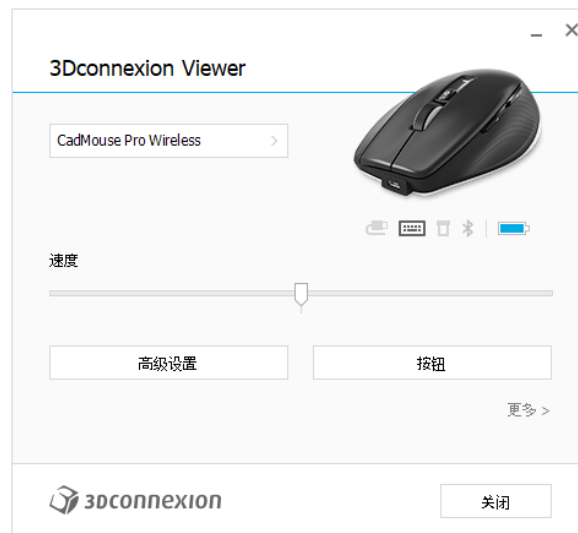 3Dconnexion Viewer
CadMouse Pro Wireless
速度
高级设置
按钮
更多 >
3Dconnexion
关闭